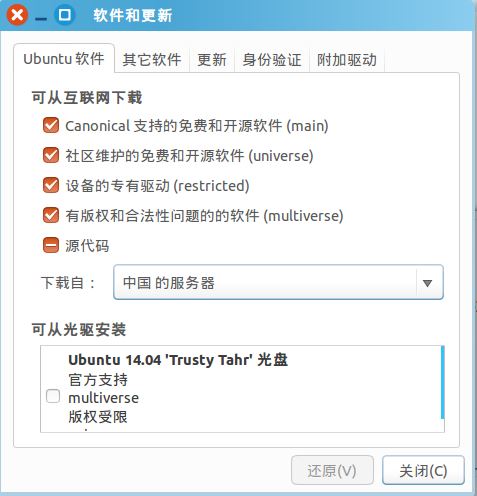 软件和更新
Ubuntu 软件 其它软件 更新 身份验证 附加驱动
可从互联网下载
Canonical 支持的免费和开源软件 (main)
社区维护的免费和开源软件 (universe)
设备的专有驱动 (restricted)
有版权和合法性问题的的软件 (multiverse)
源代码
下载自： 中国 的服务器
可从光驱安装
Ubuntu 14.04 'Trusty Tahr' 光盘
官方支持
multiverse
版权受限
还原(V) 关闭(C)